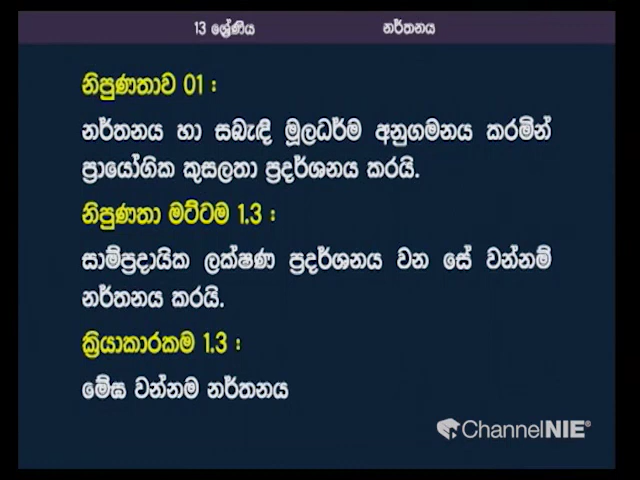 13 ශ්‍රේණිය නර්තනය
නිපුණතාව 01 :
නර්තනය හා සබැඳි මූලධර්ම අනුගමනය කරමින්
ප්‍රායෝගික කුසලතා ප්‍රදර්ශනය කරයි.
නිපුණතා මට්ටම 1.3 :
සාම්ප්‍රදායික ලක්ෂණ ප්‍රදර්ශනය වන සේ වන්නම්
නර්තනය කරයි.
ක්‍රියාකාරකම 1.3 :
මේඝ වන්නම නර්තනය
ChannelNIE®